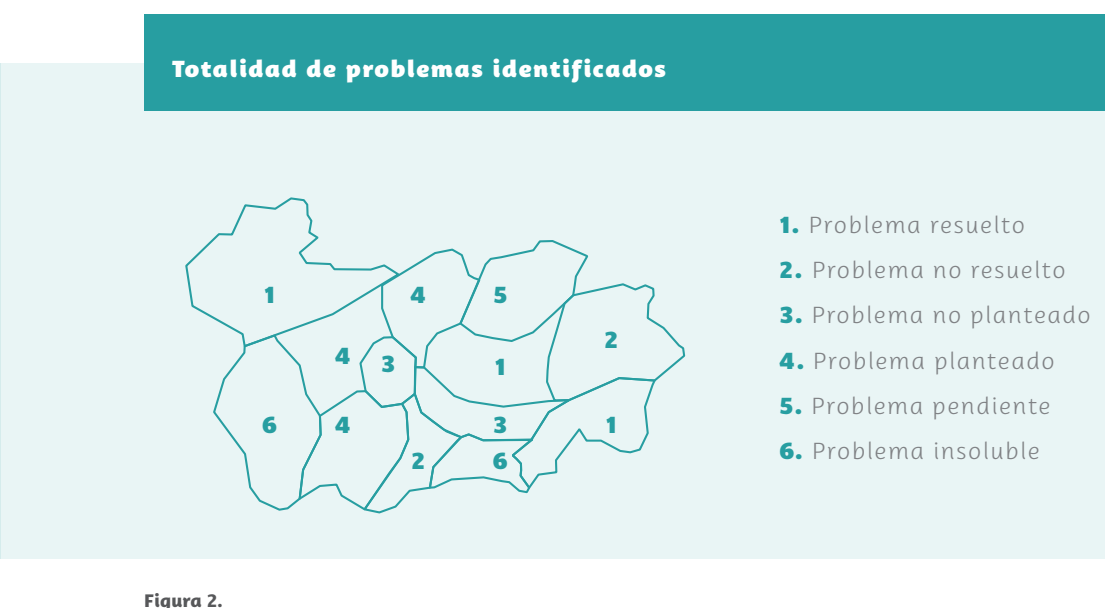 Totalidad de problemas identificados
1
4
5
2
4
3
1
6
4
3
1
2
6
1. Problema resuelto
2. Problema no resuelto
3. Problema no planteado
4. Problema planteado
5. Problema pendiente
6. Problema insoluble
Figura 2.